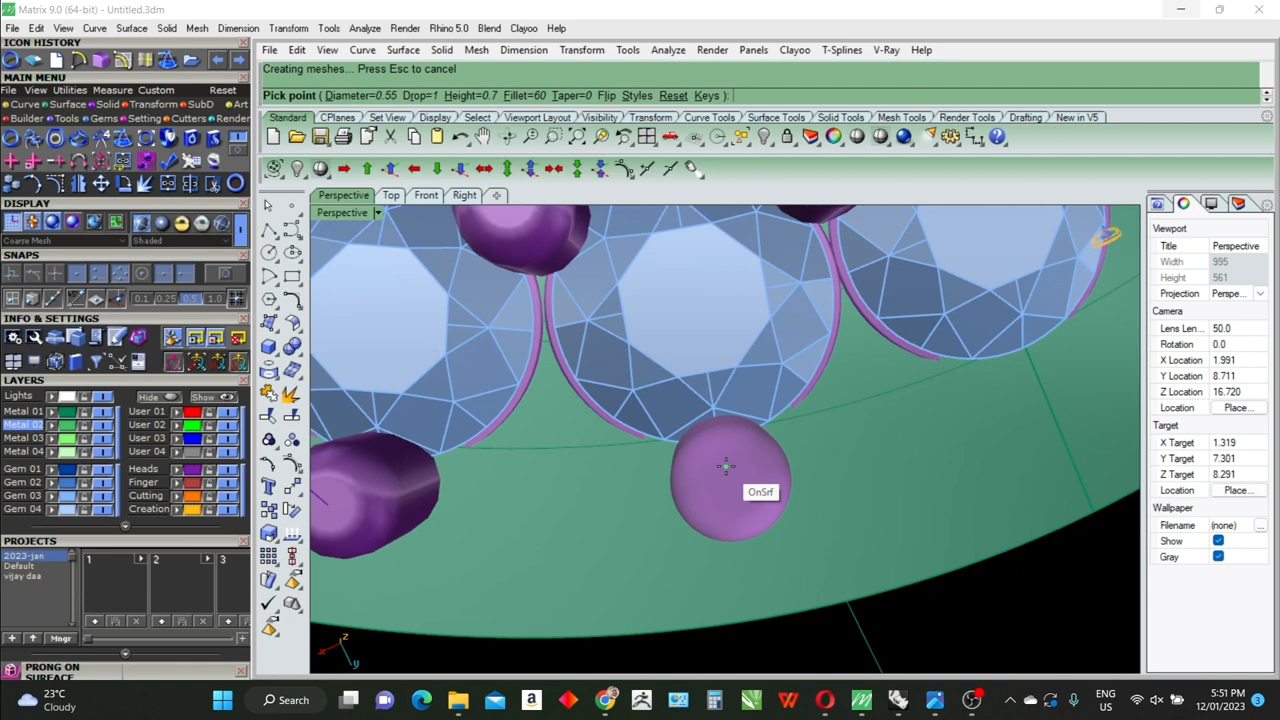 Matrix 9.0 (64-bit) - Untitled.3dm
File Edit View Curve Surface Solid Mesh Dimension Transform Tools Analyze Render Rhino 5.0 Blend Clayoo Help
ICON HISTORY
MAIN MENU
File View Utilities Measure Custom
Curve Surface Solid Transform SubD Art
Builder Tools Gems Setting Cutters Render
DISPLAY
Coarse Mesh Shaded
SNAPS
0.1 0.25 0.5 1.0
INFO & SETTINGS
LAYERS
Lights Hide Show
Metal 01 User 01
Metal 02 User 02
Metal 03 User 03
Metal 04 User 04
Gem 01 Heads
Gem 02 Finger
Gem 03 Cutting
Gem 04 Creation
PROJECTS
2023-jan
Default
vijay daa
1 2 3
Mngr
PRONG ON
SURFACE
File Edit View Curve Surface Solid Mesh Dimension Transform Tools Analyze Render Panels Clayoo T-Splines V-Ray Help
Creating meshes... Press Esc to cancel
Pick point ( Diameter=0.55 Drop=1 Height=0.7 Fillet=60 Taper=0 Flip Styles Reset Keys ):
Standard CPlanes Set View Display Select Viewport Layout Visibility Transform Curve Tools Surface Tools Solid Tools Mesh Tools Render Tools Drafting New in V5
Perspective Top Front Right
Perspective
OnSrf
z
x
y
Viewport
Title Perspective
Width 995
Height 561
Projection Perspe...
Camera
Lens Len... 50.0
Rotation 0.0
X Location 1.991
Y Location 8.711
Z Location 16.720
Location Place...
Target
X Target 1.319
Y Target 7.301
Z Target 8.291
Location Place...
Wallpaper
Filename (none) ...
Show
Gray
23°C
Cloudy
Search
ENG
US
5:51 PM
12/01/2023
3